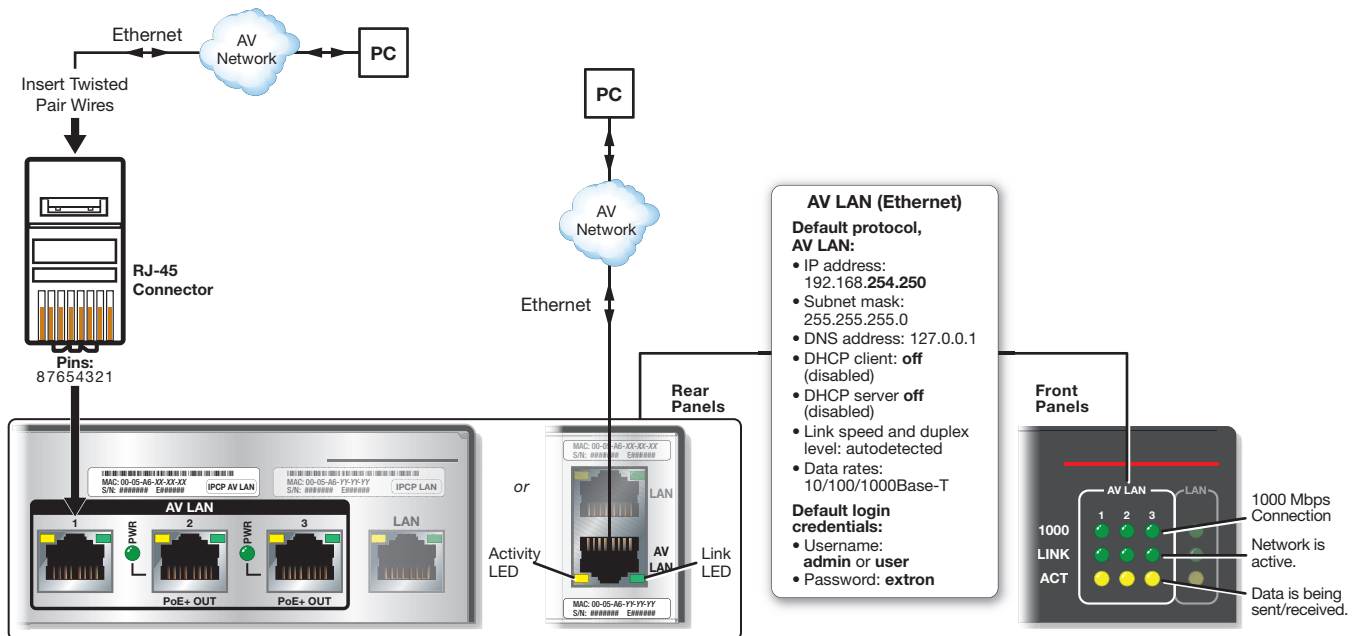 Ethernet
AV
Network
PC
Insert Twisted
Pair Wires
RJ-45
Connector
Pins:
87654321
MAC: 00-05-A6-XX-XX-XX
S/N: ####### E######
IPCP AV LAN
MAC: 00-05-A6-YY-YY-YY
S/N: ####### E######
IPCP LAN
AV LAN
1
PWR
2
PWR
3
LAN
PoE+ OUT
PoE+ OUT
or
PC
AV
Network
Ethernet
Rear
Panels
MAC: 00-05-A6-XX-XX-XX
S/N: ####### E######
LAN
AV
LAN
Activity
LED
Link
LED
MAC: 00-05-A6-YY-YY-YY
S/N: ####### E######
AV LAN (Ethernet)
Default protocol,
AV LAN:
• IP address:
192.168.254.250
• Subnet mask:
255.255.255.0
• DNS address: 127.0.0.1
• DHCP client: off
(disabled)
• DHCP server off
(disabled)
• Link speed and duplex
level: autodetected
• Data rates:
10/100/1000Base-T
Default login
credentials:
• Username:
admin or user
• Password: extron
Front
Panels
AV LAN
LAN
1 2 3
1000
LINK
ACT
1000 Mbps
Connection
Network is
active.
Data is being
sent/received.